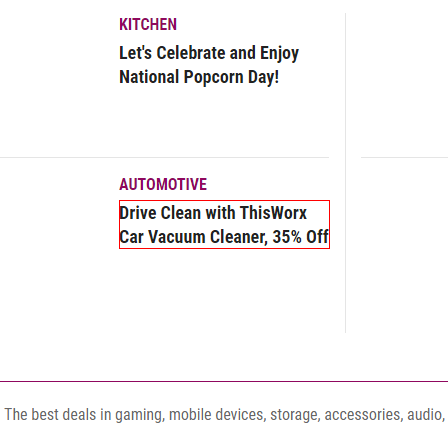 KITCHEN
Let's Celebrate and Enjoy
National Popcorn Day!
AUTOMOTIVE
Drive Clean with ThisWorx
Car Vacuum Cleaner, 35% Off
The best deals in gaming, mobile devices, storage, accessories, audio,